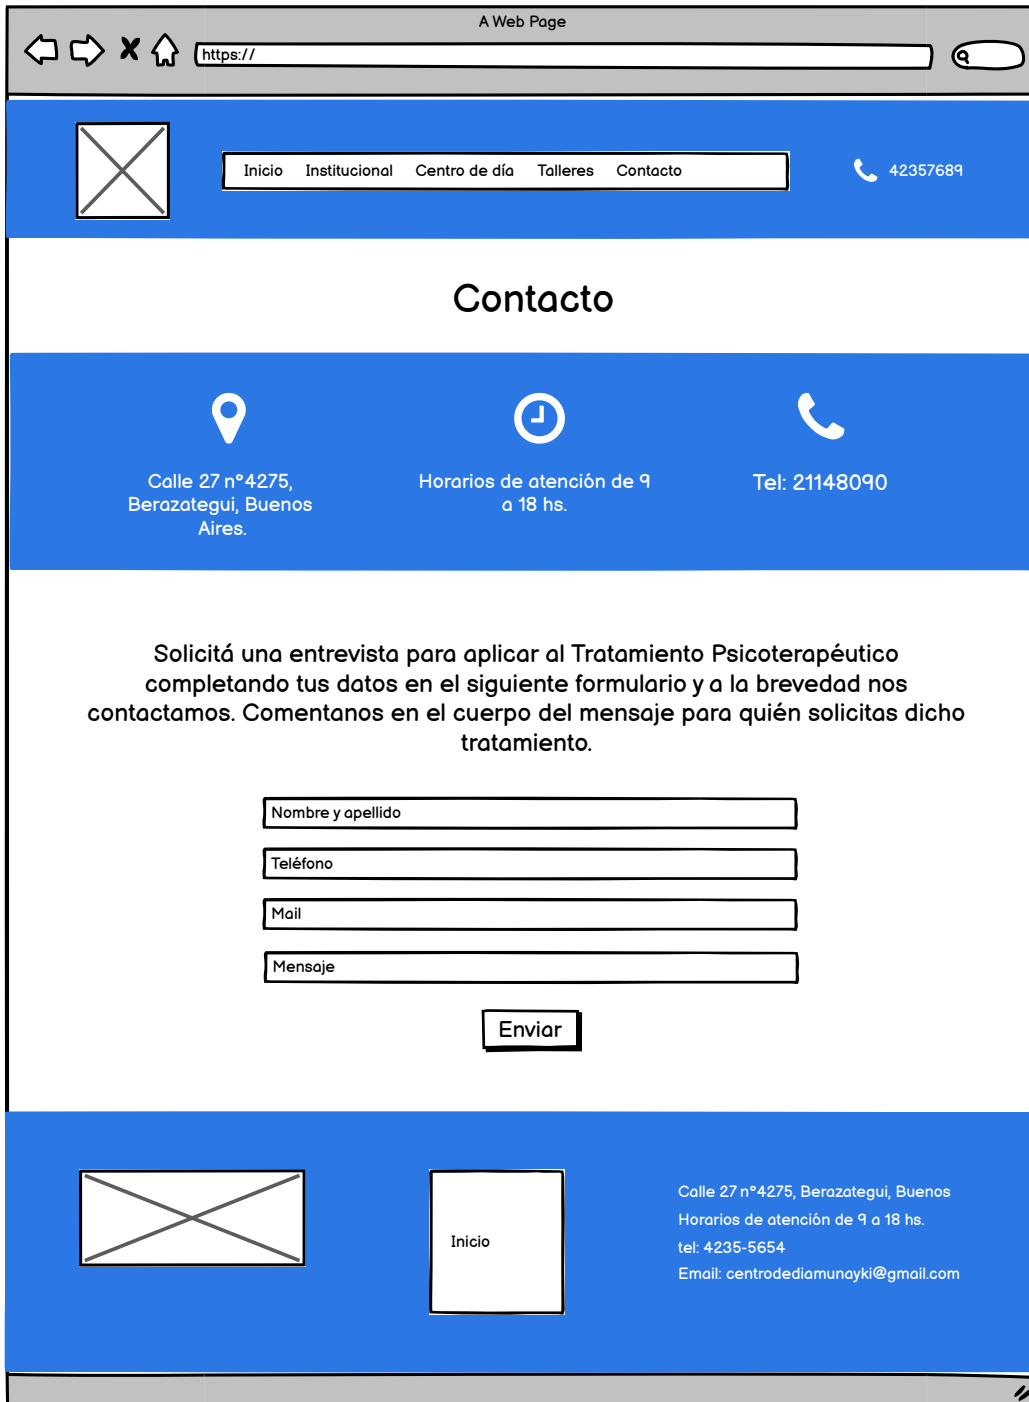 A Web Page
https://
Inicio Institucional Centro de día Talleres Contacto
42357689
Contacto
Calle 27 n°4275,
Berazategui, Buenos
Aires.
Horarios de atención de 9
a 18 hs.
Tel: 21148090
Solicitá una entrevista para aplicar al Tratamiento Psicoterapéutico
completando tus datos en el siguiente formulario y a la brevedad nos
contactamos. Comentanos en el cuerpo del mensaje para quién solicitas dicho
tratamiento.
Nombre y apellido
Teléfono
Mail
Mensaje
Enviar
Inicio
Calle 27 n°4275, Berazategui, Buenos
Horarios de atención de 9 a 18 hs.
tel: 4235-5654
Email: centrodediamunayki@gmail.com